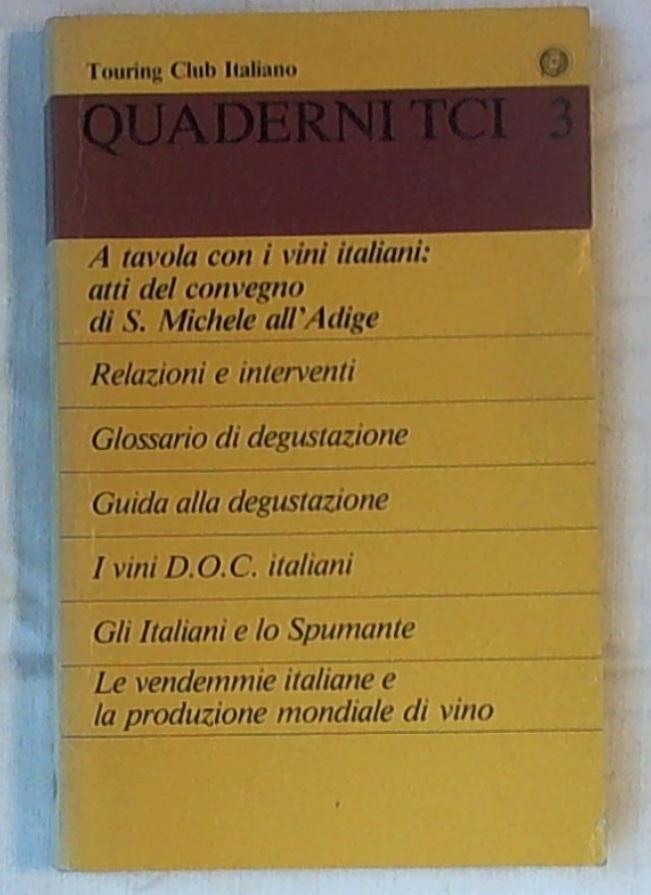 Touring Club Italiano
QUADERNI TCI 3
A tavola con i vini italiani:
atti del convegno
di S. Michele all'Adige
Relazioni e interventi
Glossario di degustazione
Guida alla degustazione
I vini D.O.C. italiani
Gli Italiani e lo Spumante
Le vendemmie italiane e
la produzione mondiale di vino